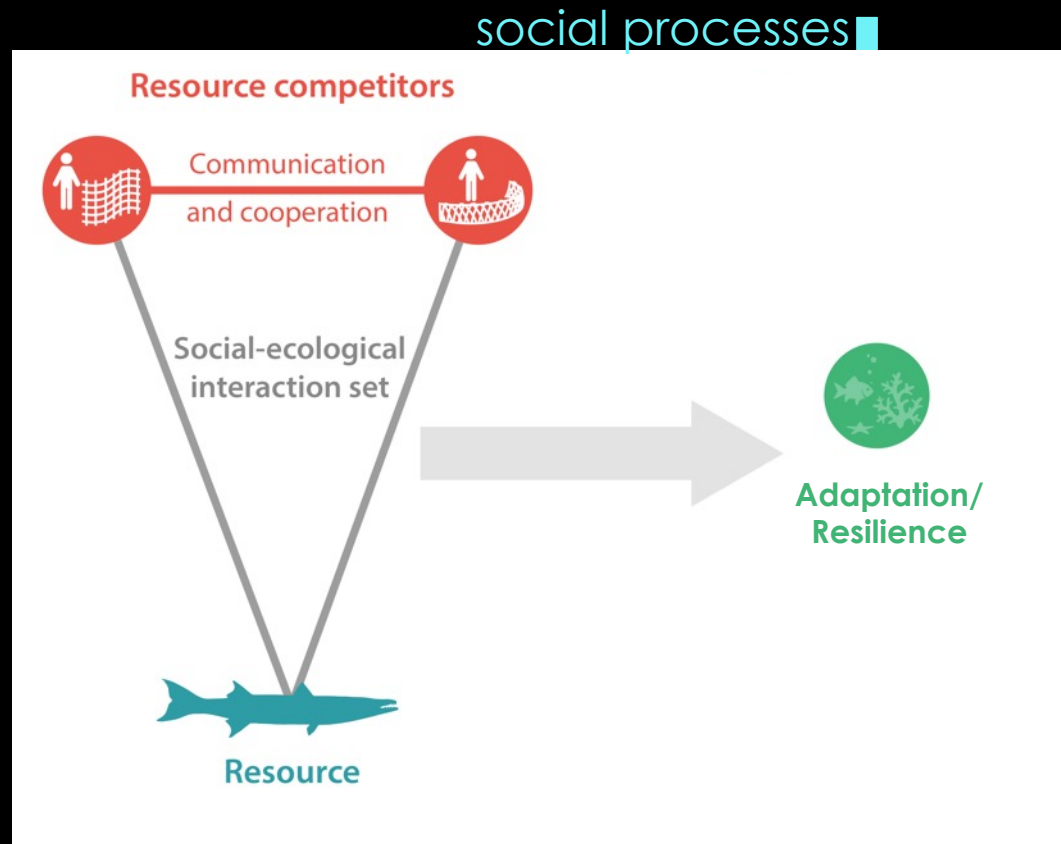 social processes
Resource competitors
Communication
and cooperation
Social-ecological
interaction set
Adaptation/
Resilience
Resource